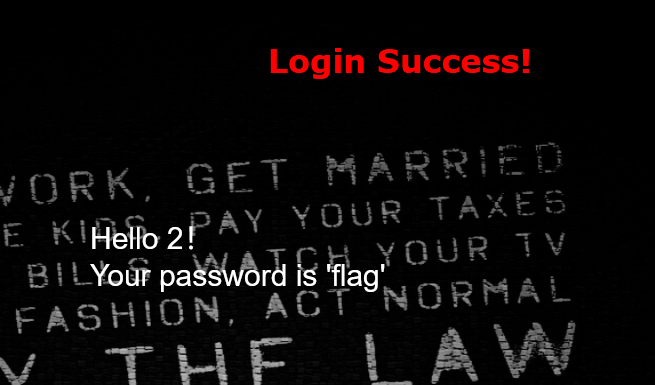 Login Success!
WORK, GET MARRIED
E KIDS, PAY YOUR TAXES
Hello 2!
BILLS WATCH YOUR TV
Your password is 'flag'
FASHION, ACT NORMAL
THE LAW